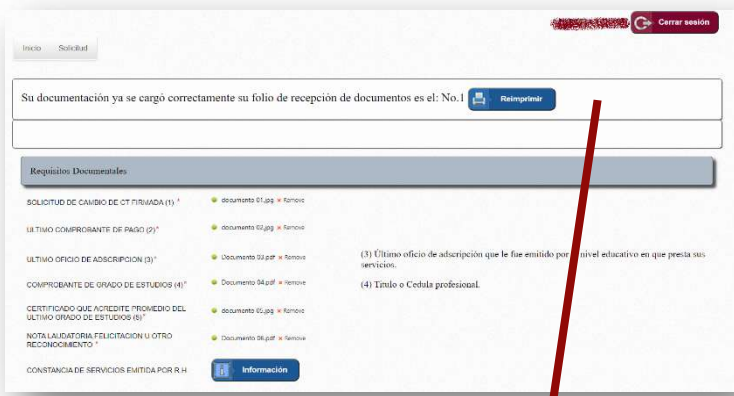 Cerrar sesión
Inicio Solicitud
Su documentación ya se cargó correctamente su folio de recepción de documentos es el: No.1 Reimprimir
Requisitos Documentales
SOLICITUD DE CAMBIO DE CT FIRMADA (1) * documento 01.jpg × Remove
ULTIMO COMPROBANTE DE PAGO (2)* documento 02.jpg × Remove
ULTIMO OFICIO DE ADSCRIPCION (3)* Documento 03.pdf × Remove (3) Último oficio de adscripción que le fue emitido por nivel educativo en que presta sus
servicios.
COMPROBANTE DE GRADO DE ESTUDIOS (4)* Documento 04.pdf × Remove (4) Titulo o Cedula profesional.
CERTIFICADO QUE ACREDITE PROMEDIO DEL
ULTIMO GRADO DE ESTUDIOS (5)* documento 05.jpg × Remove
NOTA LAUDATORIA FELICITACION U OTRO
RECONOCIMIENTO * Documento 06.pdf × Remove
CONSTANCIA DE SERVICIOS EMITIDA POR R.H Información